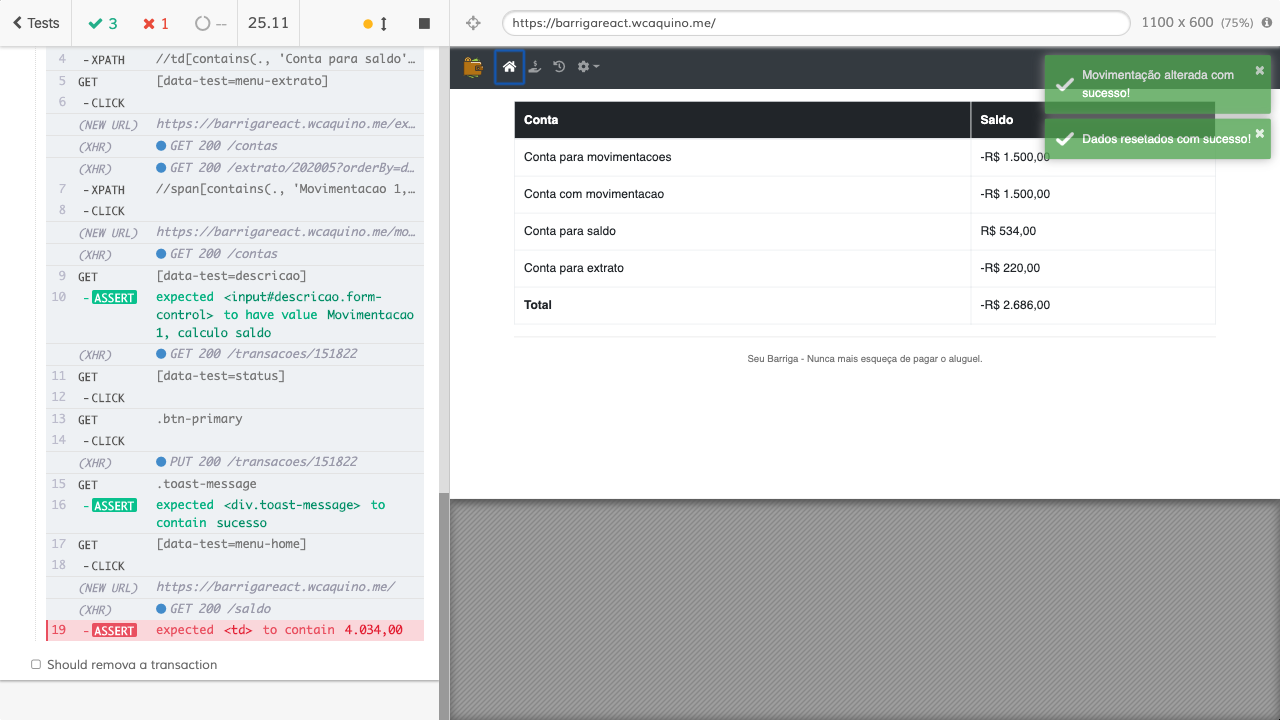 Tests
3
1
--
25.11
https://barrigareact.wcaquino.me/
1100 x 600 (75%)
4 - XPATH //td[contains(., 'Conta para saldo'...
5 GET [data-test=menu-extrato]
6 - CLICK
(NEW URL) https://barrigareact.wcaquino.me/ex...
(XHR) GET 200 /contas
(XHR) GET 200 /extrato/202005?orderBy=d...
7 - XPATH //span[contains(., 'Movimentacao 1,...
8 - CLICK
(NEW URL) https://barrigareact.wcaquino.me/mo...
(XHR) GET 200 /contas
9 GET [data-test=descricao]
10 - ASSERT expected <input#descricao.form-
control> to have value Movimentacao
1, calculo saldo
(XHR) GET 200 /transacoes/151822
11 GET [data-test=status]
12 - CLICK
13 GET .btn-primary
14 - CLICK
(XHR) PUT 200 /transacoes/151822
15 GET .toast-message
16 - ASSERT expected <div.toast-message> to
contain sucesso
17 GET [data-test=menu-home]
18 - CLICK
(NEW URL) https://barrigareact.wcaquino.me/
(XHR) GET 200 /saldo
19 - ASSERT expected <td> to contain 4.034,00
Should remova a transaction
Movimentação alterada com
sucesso!
Dados resetados com sucesso!
Conta Saldo
Conta para movimentacoes -R$ 1.500,00
Conta com movimentacao -R$ 1.500,00
Conta para saldo R$ 534,00
Conta para extrato -R$ 220,00
Total -R$ 2.686,00
Seu Barriga - Nunca mais esqueça de pagar o aluguel.